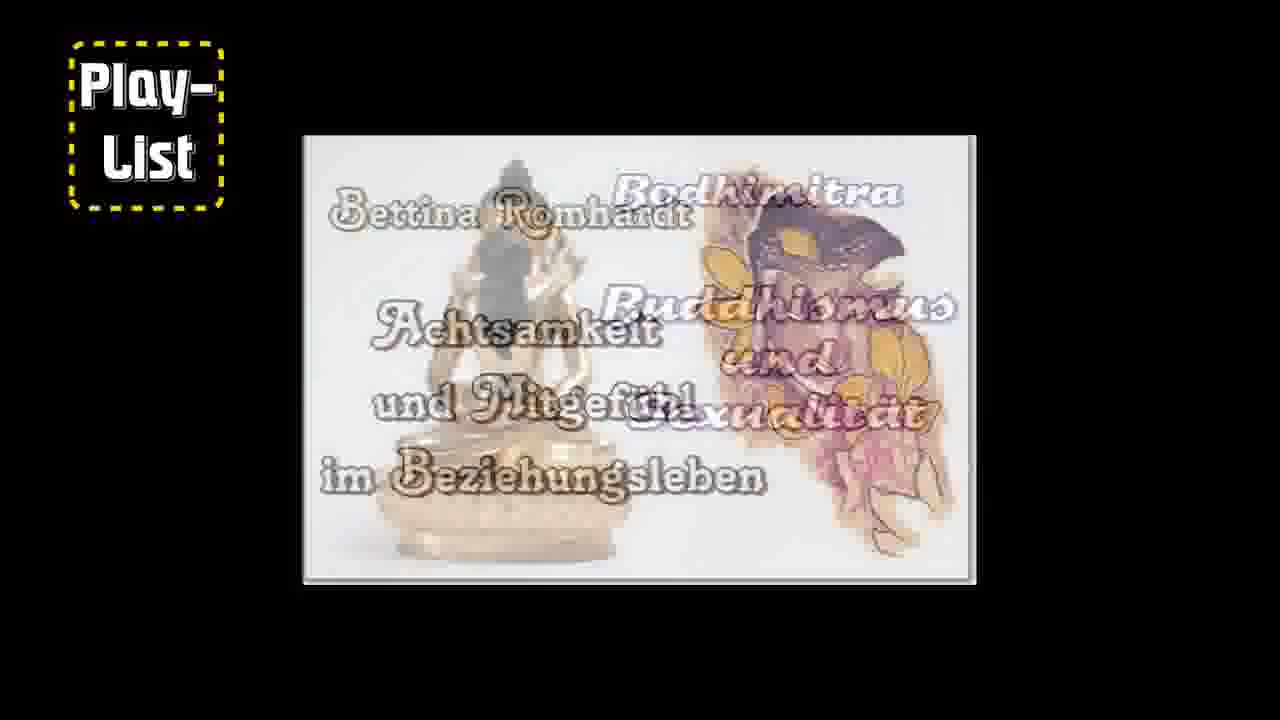 Play-
List
Bettina Romhardt
Achtsamkeit
und Mitgefühl
im Beziehungsleben
Bodhimitra
Buddhismus
und
Sexualität